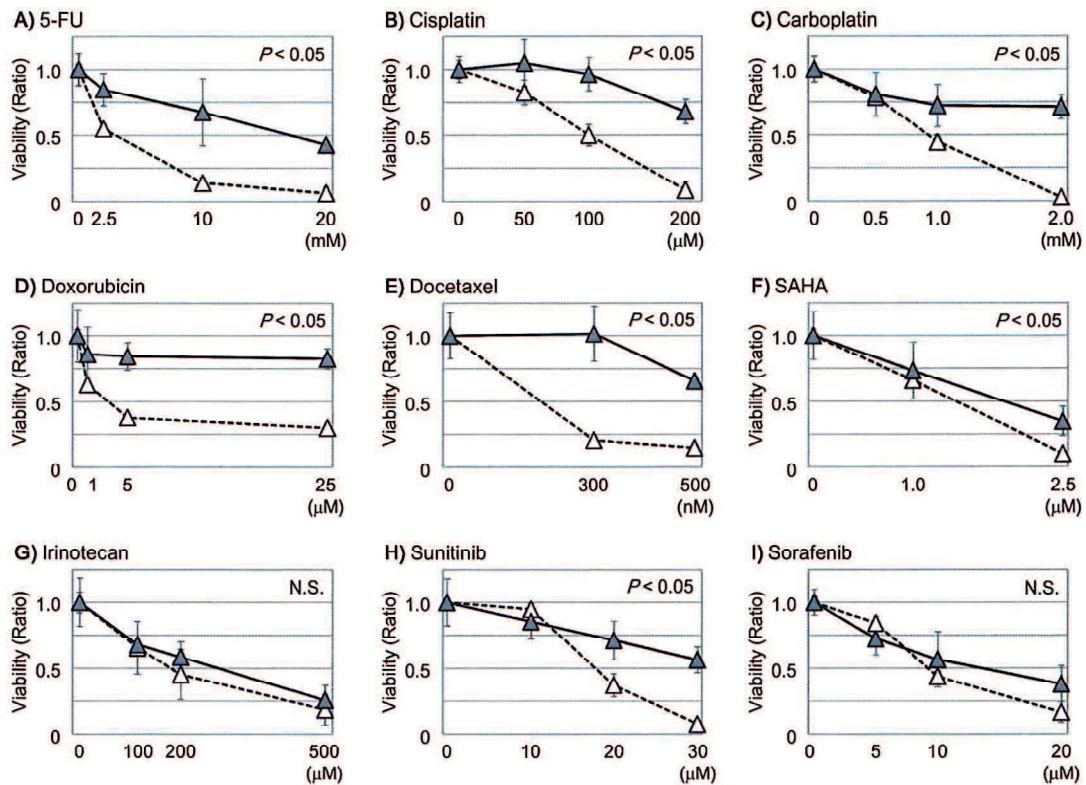 A) 5-FU
P < 0.05
Viability (Ratio)
1.0
0.5
0
0 2.5 10 20
(mM)
B) Cisplatin
P < 0.05
Viability (Ratio)
1.0
0.5
0
0 50 100 200
(μM)
C) Carboplatin
P < 0.05
Viability (Ratio)
1.0
0.5
0
0 0.5 1.0 2.0
(mM)
D) Doxorubicin
P < 0.05
Viability (Ratio)
1.0
0.5
0
0 1 5 25
(μM)
E) Docetaxel
P < 0.05
Viability (Ratio)
1.0
0.5
0
0 300 500
(nM)
F) SAHA
P < 0.05
Viability (Ratio)
1.0
0.5
0
0 1.0 2.5
(μM)
G) Irinotecan
N.S.
Viability (Ratio)
1.0
0.5
0
0 100 200 500
(μM)
H) Sunitinib
P < 0.05
Viability (Ratio)
1.0
0.5
0
0 10 20 30
(μM)
I) Sorafenib
N.S.
Viability (Ratio)
1.0
0.5
0
0 5 10 20
(μM)